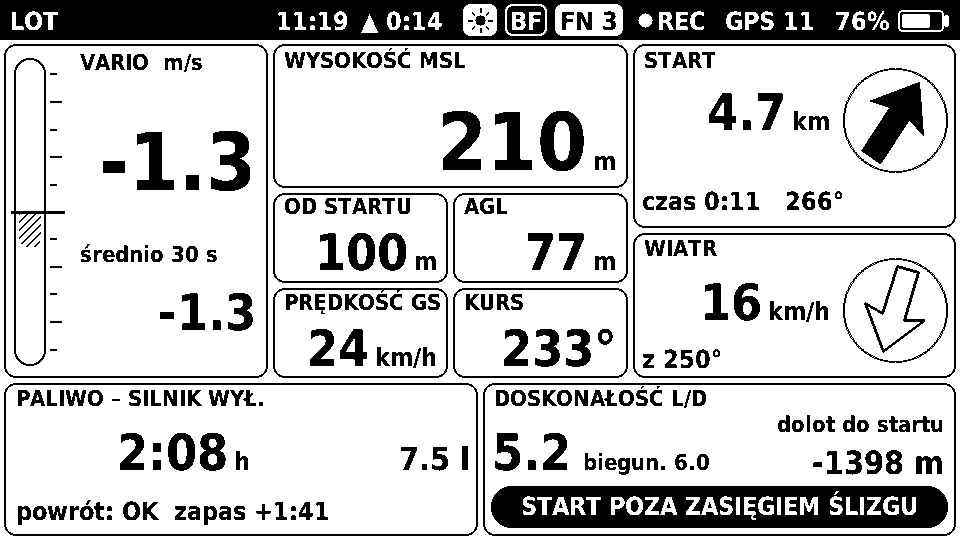 LOT 11:19 ▲ 0:14 BF FN 3 REC GPS 11 76%
VARIO m/s
-1.3
średnio 30 s
-1.3
WYSOKOŚĆ MSL
210 m
OD STARTU
100 m
AGL
77 m
PRĘDKOŚĆ GS
24 km/h
KURS
233°
START
4.7 km
czas 0:11 266°
WIATR
16 km/h
z 250°
PALIWO – SILNIK WYŁ.
2:08 h 7.5 l
powrót: OK zapas +1:41
DOSKONAŁOŚĆ L/D
5.2 biegun. 6.0
dolot do startu
-1398 m
START POZA ZASIĘGIEM ŚLIZGU